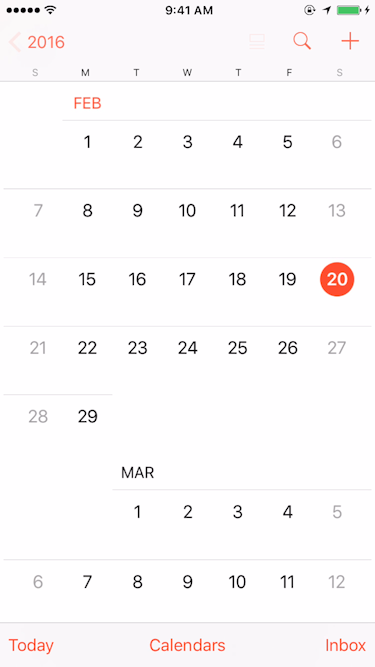 9:41 AM
2016
S M T W T F S
FEB
1 2 3 4 5 6
7 8 9 10 11 12 13
14 15 16 17 18 19 20
21 22 23 24 25 26 27
28 29
MAR
1 2 3 4 5
6 7 8 9 10 11 12
Today Calendars Inbox